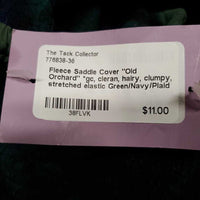 The Tack Collector
776838-36
Fleece Saddle Cover "Old
Orchard" *gc, clean, hairy, clumpy,
stretched elastic Green/Navy/Plaid
38FLVK
$11.00